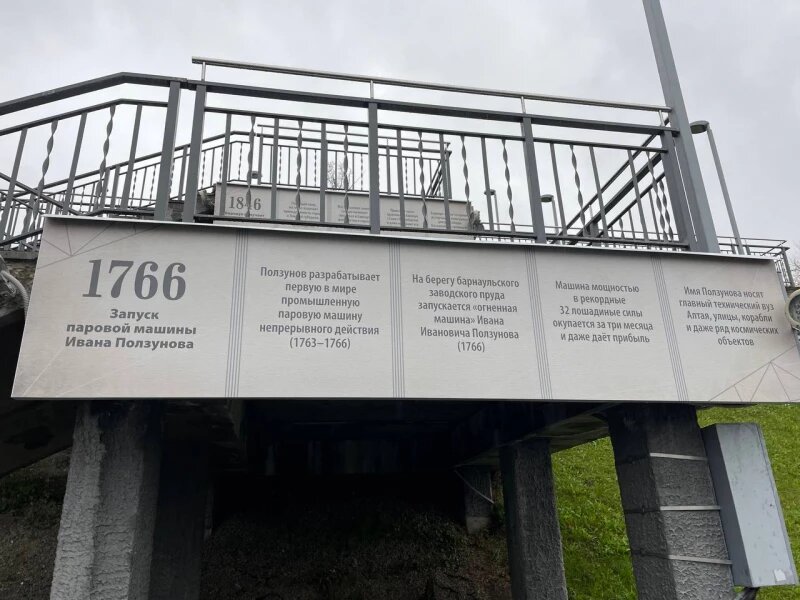 1846
1766
Запуск
паровой машины
Ивана Ползунова
Ползунов разрабатывает
первую в мире
промышленную
паровую машину
непрерывного действия
(1763–1766)
На берегу барнаульского
заводского пруда
запускается «огненная
машина» Ивана
Ивановича Ползунова
(1766)
Машина мощностью
в рекордные
32 лошадиные силы
окупается за три месяца
и даже даёт прибыль
Имя Ползунова носят
главный технический вуз
Алтая, улицы, корабли
и даже ряд космических
объектов